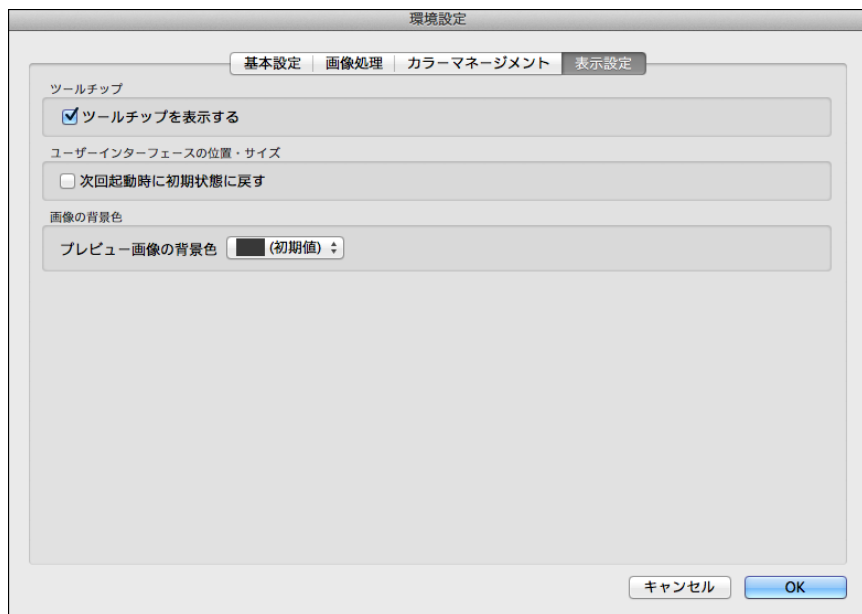 環境設定
基本設定 画像処理 カラーマネージメント 表示設定
ツールチップ
ツールチップを表示する
ユーザーインターフェースの位置・サイズ
次回起動時に初期状態に戻す
画像の背景色
プレビュー画像の背景色 (初期値)
キャンセル OK